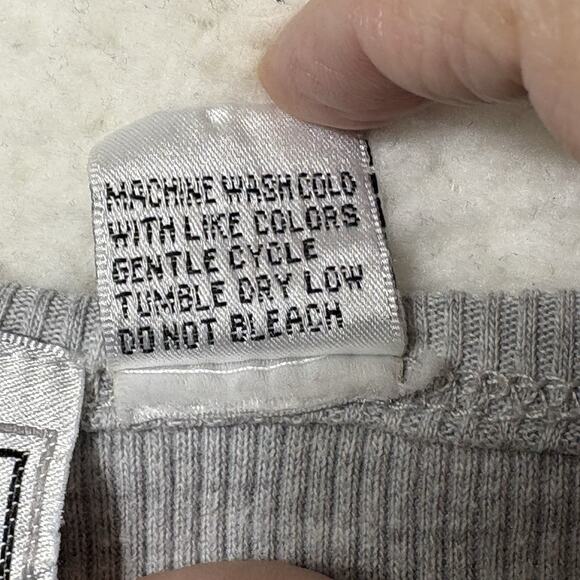 MACHINE WASH COLD
WITH LIKE COLORS
GENTLE CYCLE
TUMBLE DRY LOW
DO NOT BLEACH